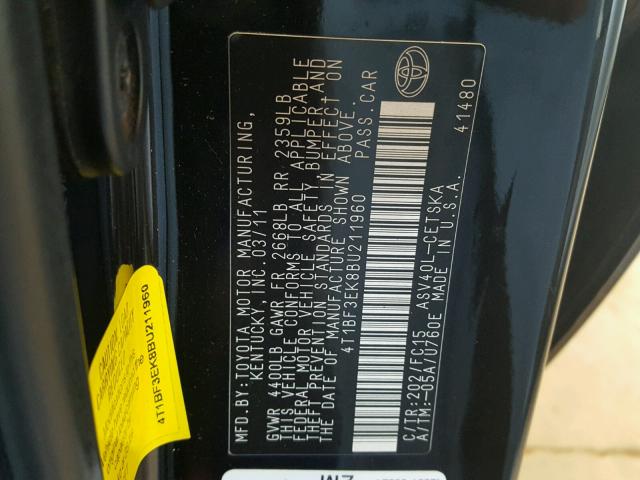 MFD.BY: TOYOTA MOTOR MANUFACTURING,
KENTUCKY, INC. 03/11
GVWR 4400LB GAWR FR 2668LB RR 2359LB
THIS VEHICLE CONFORMS TO ALL APPLICABLE
FEDERAL MOTOR VEHICLE SAFETY, BUMPER, AND
THEFT PREVENTION STANDARDS IN EFFECT ON
THE DATE OF MANUFACTURE SHOWN ABOVE.
4T1BF3EK8BU211960 PASS.CAR
C/TR:202/FC15 ASV40L-CETSKA
A/TM:-05A/U760E MADE IN U.S.A.
41480
TOYOTA
CAUTION
4T1BF3EK8BU211960